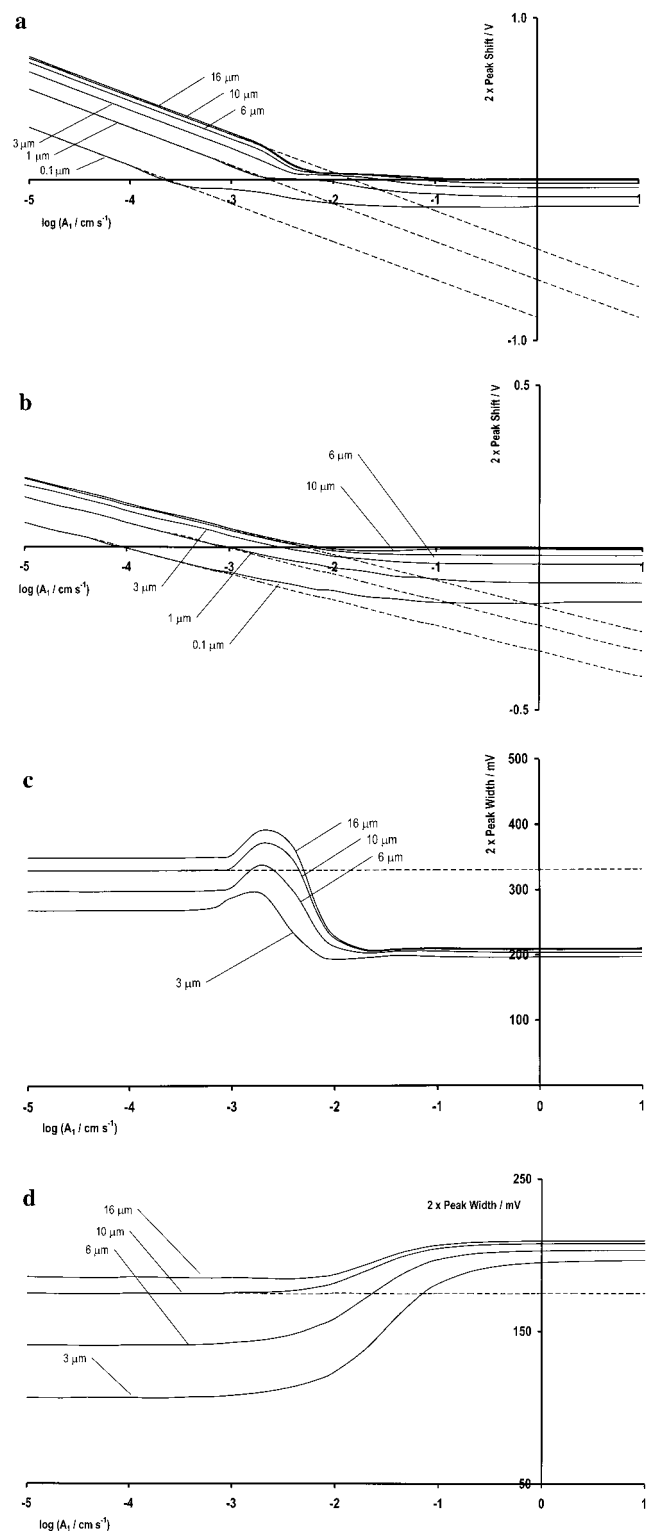 a
1.0
2 x Peak Shift / V
16 µm
10 µm
6 µm
3 µm
1 µm
0.1 µm
-5 -4 -3 -2 -1 0 1
log (A₁ / cm s⁻¹)
-1.0
b
0.5
2 x Peak Shift / V
6 µm
10 µm
-5 -4 -3 -2 -1 0 1
log (A₁ / cm s⁻¹)
3 µm
1 µm
0.1 µm
-0.5
c
500
2 x Peak Width / mV
400
16 µm
10 µm
6 µm
300
200
3 µm
100
-5 -4 -3 -2 -1 0 1
log (A₁ / cm s⁻¹)
d
250
2 x Peak Width / mV
16 µm
10 µm
6 µm
150
3 µm
50
-5 -4 -3 -2 -1 0 1
log (A₁ / cm s⁻¹)